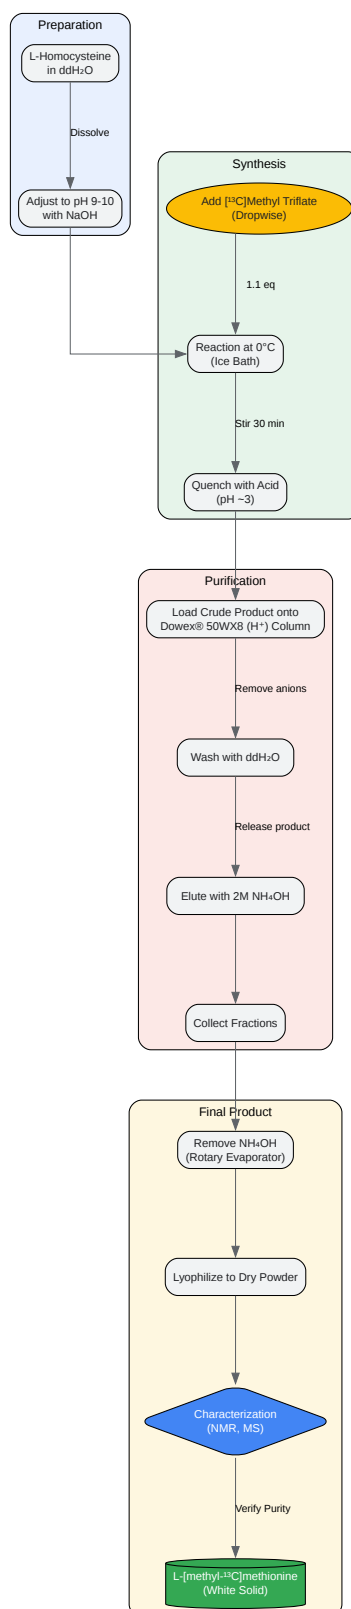 Preparation
L-Homocysteine
in ddH₂O
Dissolve
Adjust to pH 9-10
with NaOH
Synthesis
Add [¹³C]Methyl Triflate
(Dropwise)
1.1 eq
Reaction at 0°C
(Ice Bath)
Stir 30 min
Quench with Acid
(pH ~3)
Purification
Load Crude Product onto
Dowex® 50WX8 (H⁺) Column
Remove anions
Wash with ddH₂O
Release product
Elute with 2M NH₄OH
Collect Fractions
Final Product
Remove NH₄OH
(Rotary Evaporator)
Lyophilize to Dry Powder
Characterization
(NMR, MS)
Verify Purity
L-[methyl-¹³C]methionine
(White Solid)